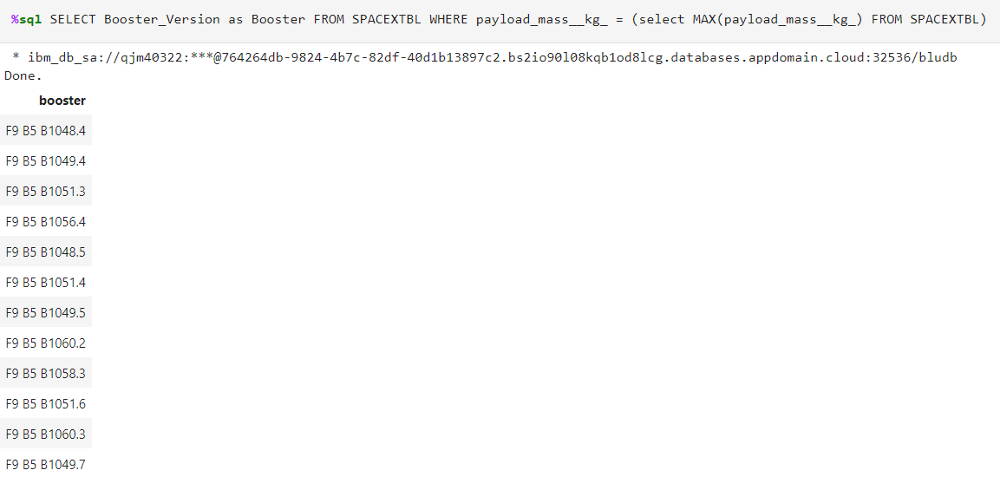 %sql SELECT Booster_Version as Booster FROM SPACEXTBL WHERE payload_mass__kg_ = (select MAX(payload_mass__kg_) FROM SPACEXTBL)
* ibm_db_sa://qjm40322:***@764264db-9824-4b7c-82df-40d1b13897c2.bs2io90l08kqb1od8lcg.databases.appdomain.cloud:32536/bludb
Done.
booster
F9 B5 B1048.4
F9 B5 B1049.4
F9 B5 B1051.3
F9 B5 B1056.4
F9 B5 B1048.5
F9 B5 B1051.4
F9 B5 B1049.5
F9 B5 B1060.2
F9 B5 B1058.3
F9 B5 B1051.6
F9 B5 B1060.3
F9 B5 B1049.7